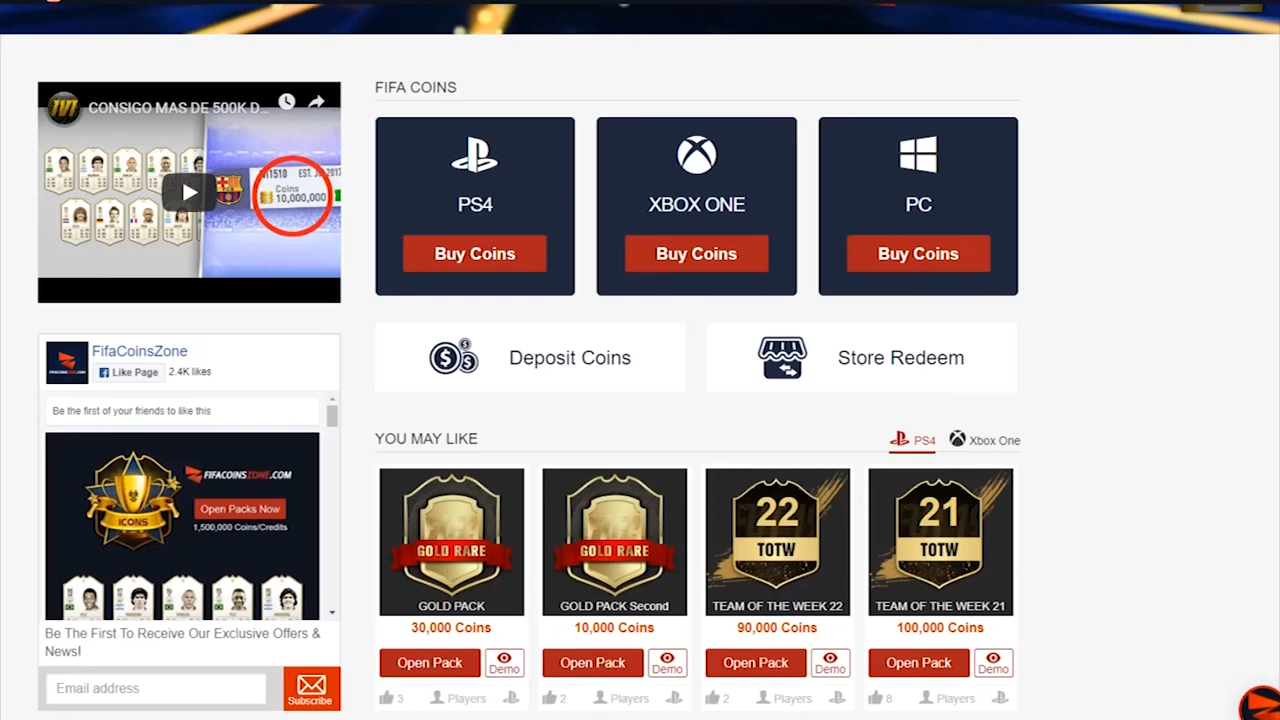 CONSIGO MAS DE 500K D...
EST. JUL 2017
Coins
10,000,000
FifaCoinsZone
Like Page
2.4K likes
Be the first of your friends to like this
FIFACOINSZONE.COM
Open Packs Now
1,500,000 Coins/Credits
ICONS
Be The First To Receive Our Exclusive Offers &
News!
Email address
Subscribe
FIFA COINS
PS4
XBOX ONE
PC
Buy Coins
Buy Coins
Buy Coins
Deposit Coins
Store Redeem
YOU MAY LIKE
PS4
Xbox One
GOLD RARE
GOLD PACK
30,000 Coins
Open Pack
Demo
3
Players
GOLD RARE
GOLD PACK Second
10,000 Coins
Open Pack
Demo
2
Players
22
TOTW
TEAM OF THE WEEK 22
90,000 Coins
Open Pack
Demo
2
Players
21
TOTW
TEAM OF THE WEEK 21
100,000 Coins
Open Pack
Demo
8
Players